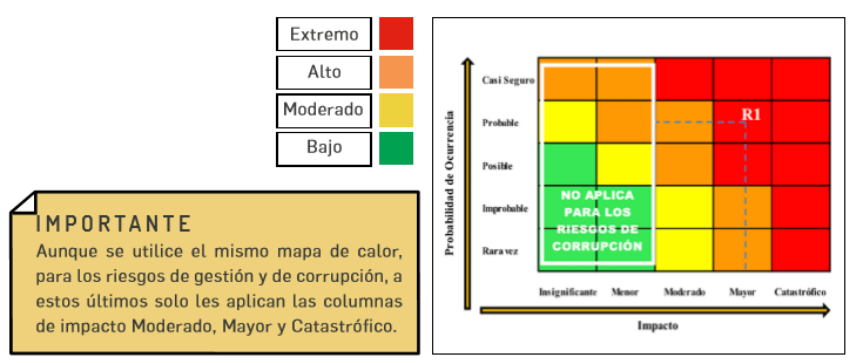 Extremo
Alto
Moderado
Bajo
IMPORTANTE
Aunque se utilice el mismo mapa de calor,
para los riesgos de gestión y de corrupción, a
estos últimos solo les aplican las columnas
de impacto Moderado, Mayor y Catastrófico.
Probabilidad de Ocurrencia
Casi Seguro
Probable
Posible
Improbable
Rara vez
R1
NO APLICA
PARA LOS
RIESGOS DE
CORRUPCIÓN
Insignificante Menor Moderado Mayor Catastrófico
Impacto